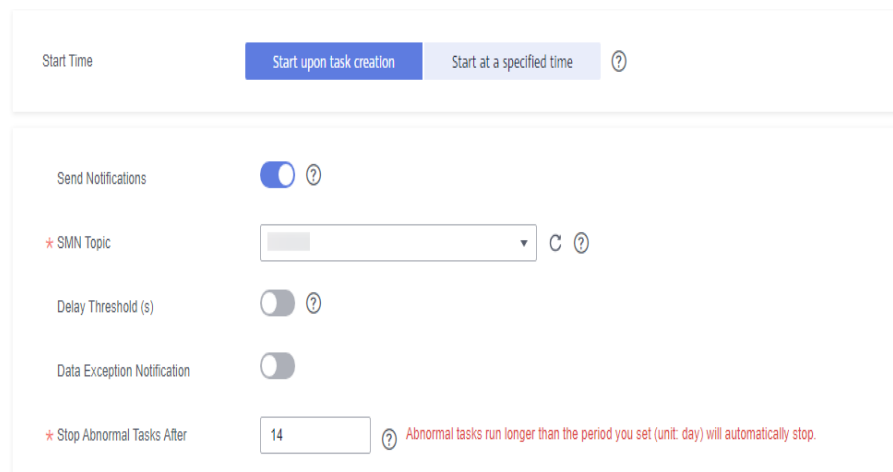 Start Time Start upon task creation Start at a specified time ?
Send Notifications ?
* SMN Topic ?
Delay Threshold (s) ?
Data Exception Notification
* Stop Abnormal Tasks After 14 ? Abnormal tasks run longer than the period you set (unit: day) will automatically stop.